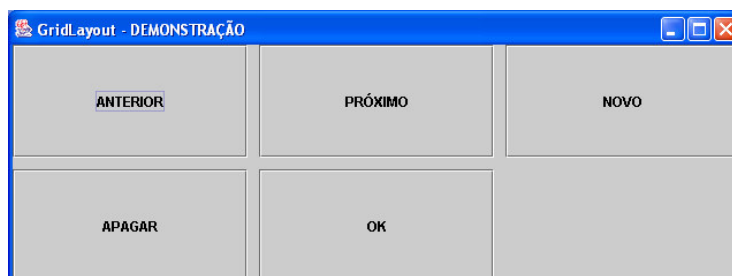 GridLayout - DEMONSTRAÇÃO
ANTERIOR
PRÓXIMO
NOVO
APAGAR
OK